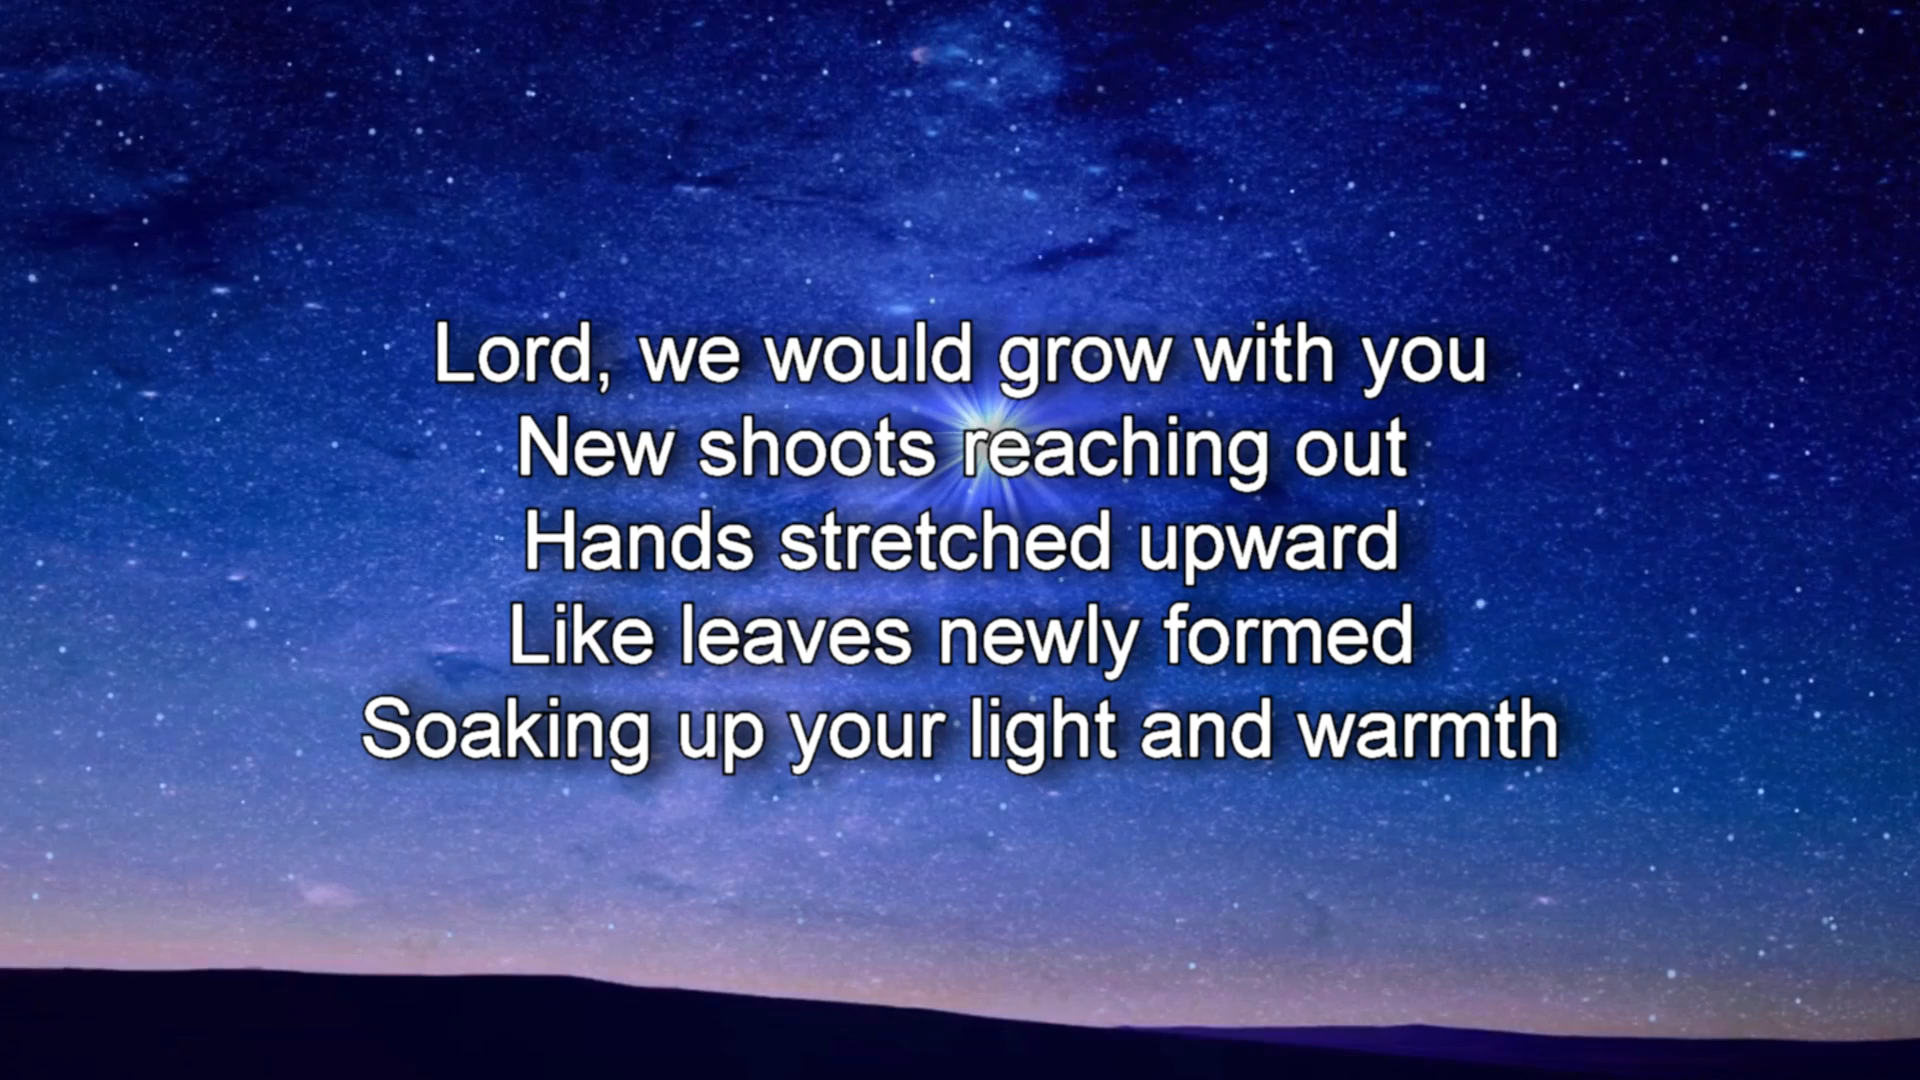 Lord, we would grow with you
New shoots reaching out
Hands stretched upward
Like leaves newly formed
Soaking up your light and warmth